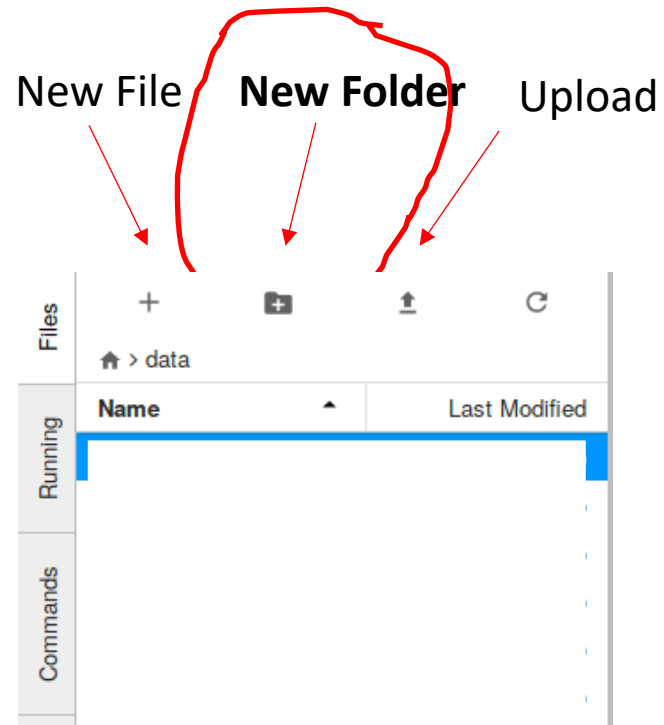 New File New Folder Upload
Files
> data
Name Last Modified
Running
Commands